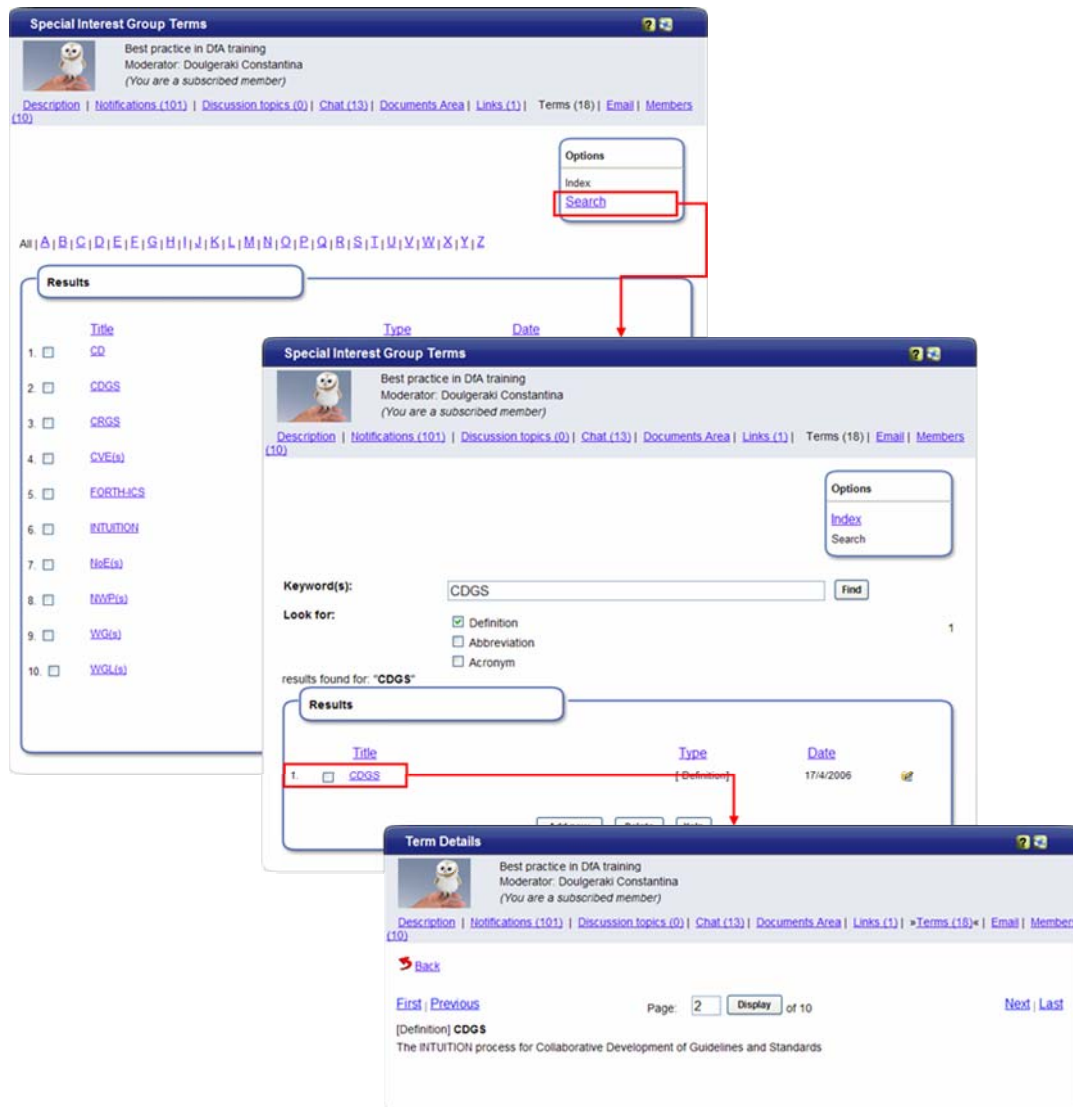 Special Interest Group Terms
Best practice in DfA training
Moderator: Doulgeraki Constantina
(You are a subscribed member)
Description | Notifications (101) | Discussion topics (0) | Chat (13) | Documents Area | Links (1) | Terms (18) | Email | Members
(10)
Options
Index
Search
All | A | B | C | D | E | F | G | H | I | J | K | L | M | N | O | P | Q | R | S | T | U | V | W | X | Y | Z
Results
Title Type Date
1. CD
2. CDGS
3. CRGS
4. CVE(s)
5. FORTH-ICS
6. INTUITION
7. NoE(s)
8. NWP(s)
9. WG(s)
10. WGL(s)
Special Interest Group Terms
Best practice in DfA training
Moderator: Doulgeraki Constantina
(You are a subscribed member)
Description | Notifications (101) | Discussion topics (0) | Chat (13) | Documents Area | Links (1) | Terms (18) | Email | Members
(10)
Options
Index
Search
Keyword(s): CDGS Find
Look for: Definition
1
Abbreviation
Acronym
results found for: "CDGS"
Results
Title Type Date
1. CDGS [ Definition] 17/4/2006
Term Details
Best practice in DfA training
Moderator: Doulgeraki Constantina
(You are a subscribed member)
Description | Notifications (101) | Discussion topics (0) | Chat (13) | Documents Area | Links (1) | »Terms (18)« | Email | Member
(10)
Back
First | Previous Page: 2 Display of 10 Next | Last
[Definition] CDGS
The INTUITION process for Collaborative Development of Guidelines and Standards